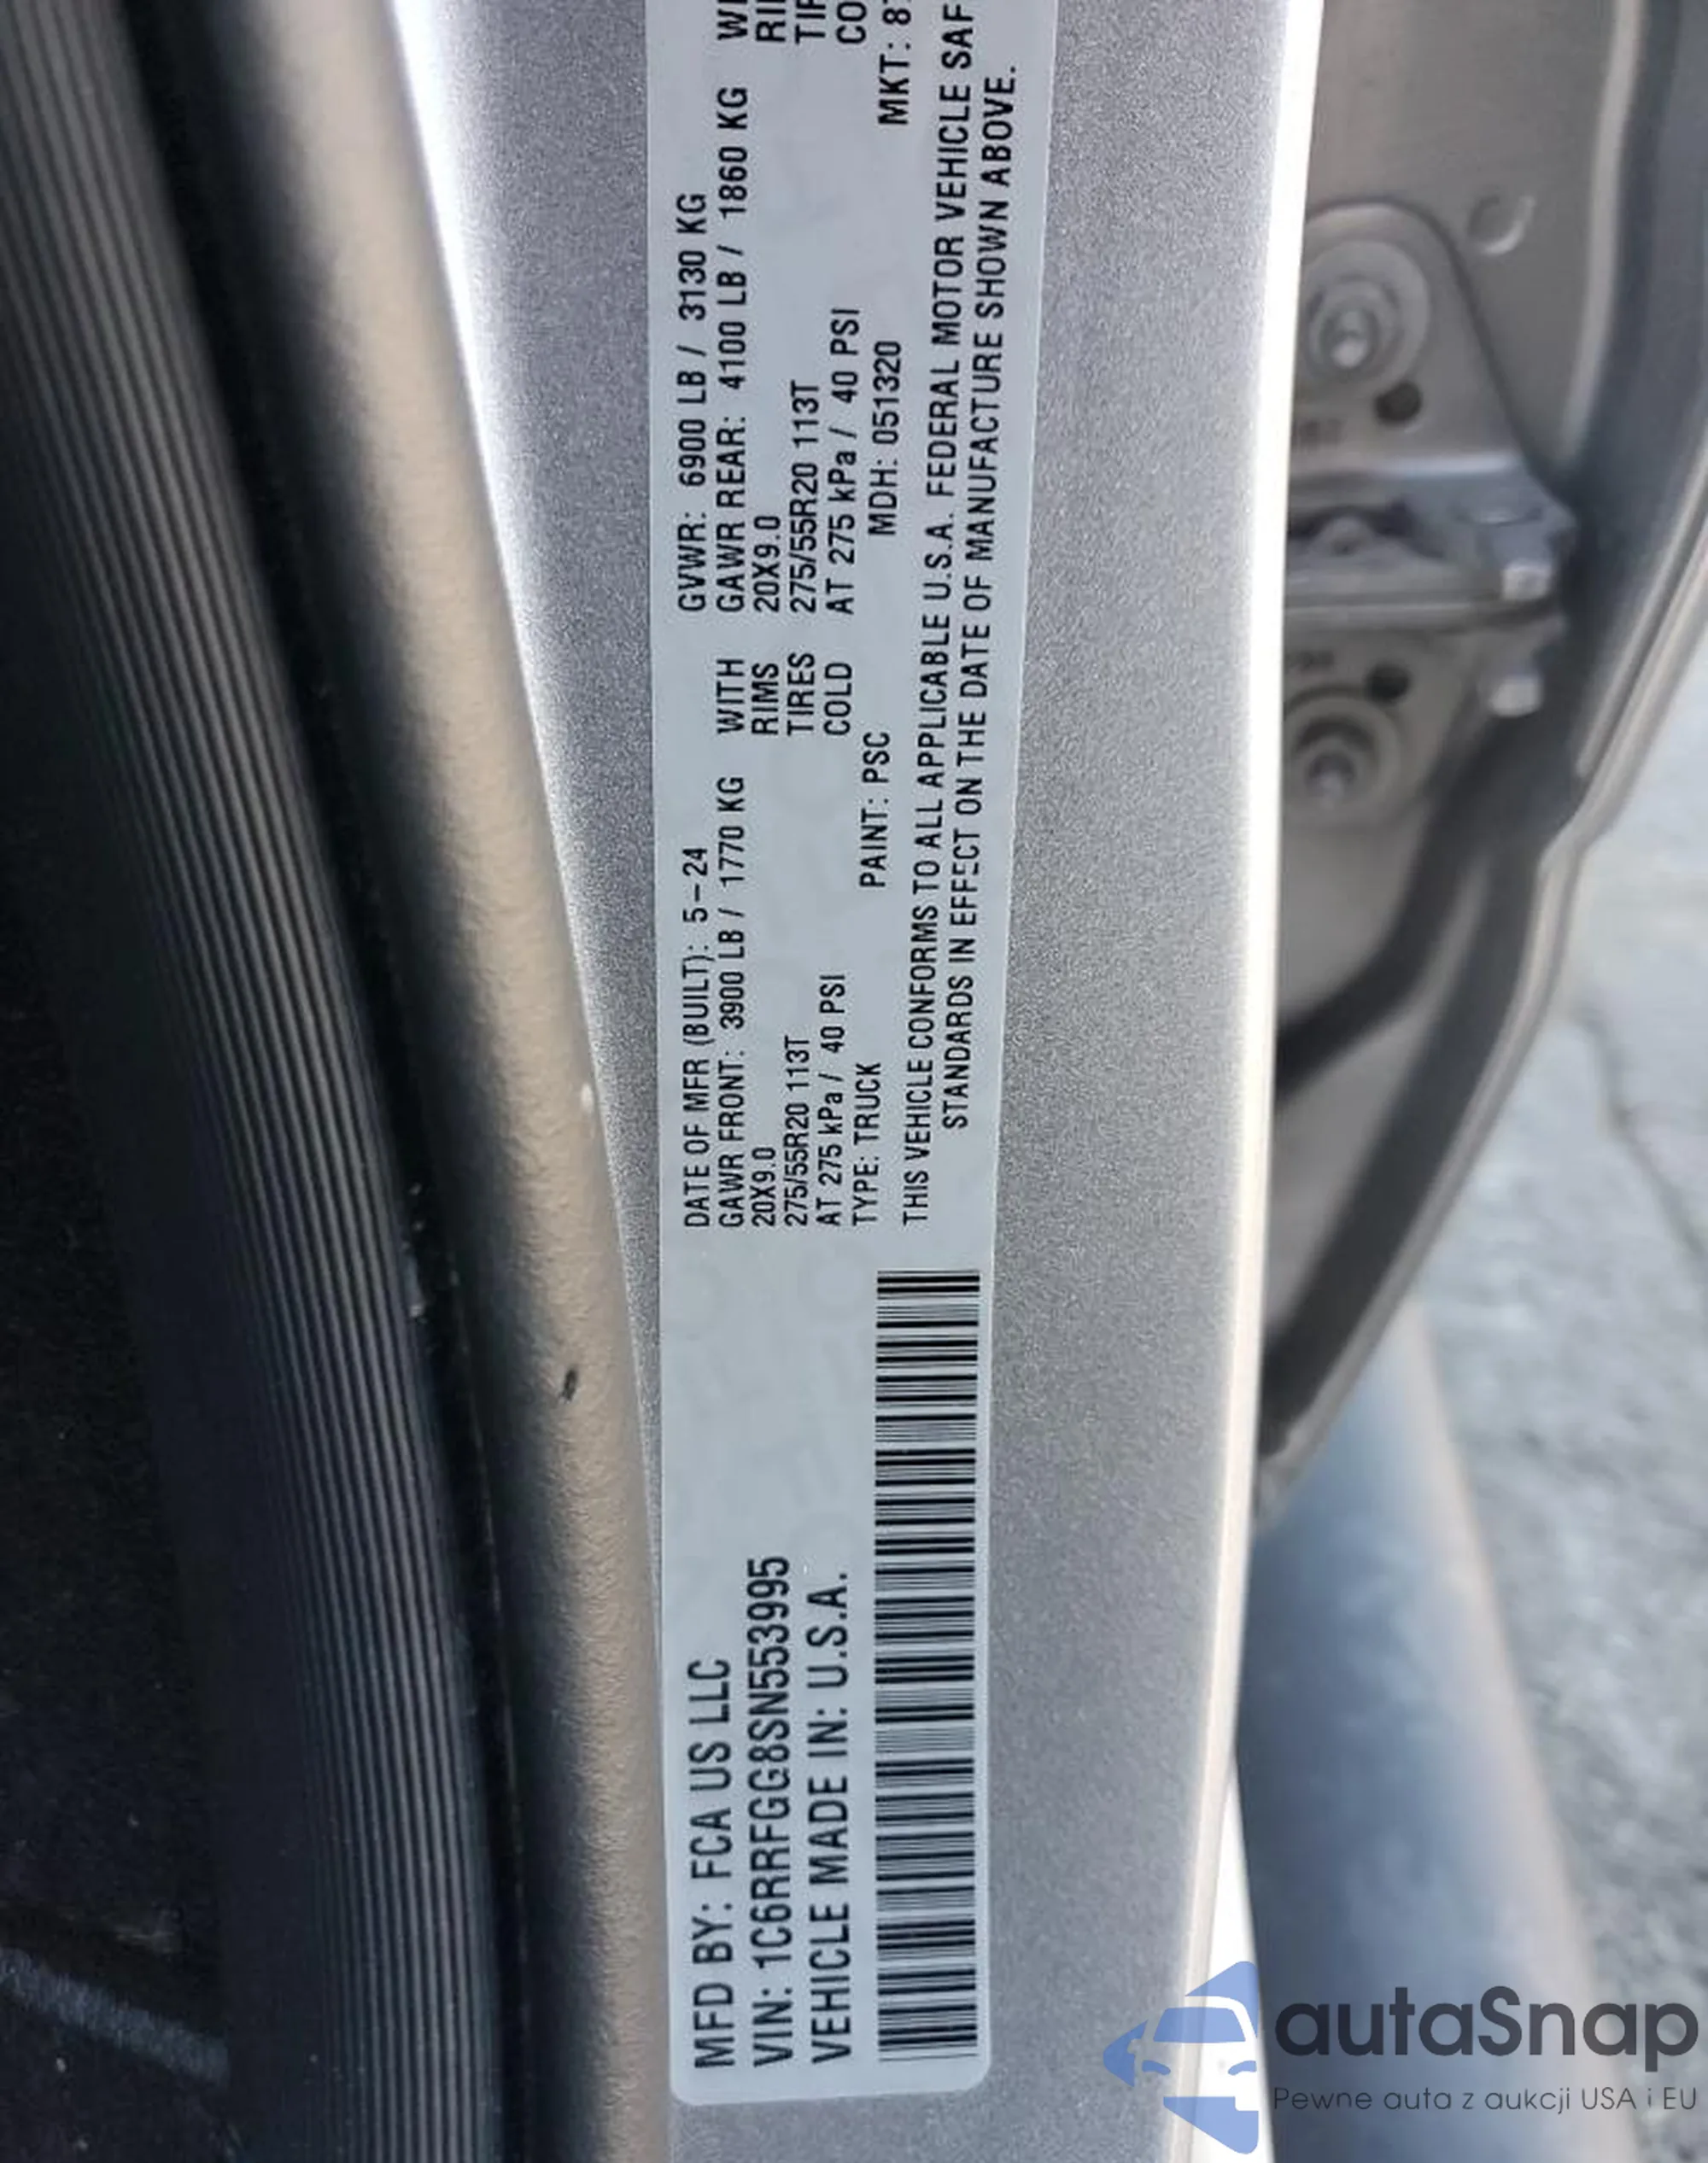 MFD BY: FCA US LLC
VIN: 1C6RRFGG8SN553995
VEHICLE MADE IN: U.S.A.
DATE OF MFR (BUILT): 5-24 GVWR: 6900 LB / 3130 KG
GAWR FRONT: 3900 LB / 1770 KG WITH GAWR REAR: 4100 LB / 1860 KG
20X9.0 RIMS 20X9.0
275/55R20 113T TIRES 275/55R20 113T
AT 275 kPa / 40 PSI COLD AT 275 kPa / 40 PSI
TYPE: TRUCK PAINT: PSC MDH: 051320 MKT:
THIS VEHICLE CONFORMS TO ALL APPLICABLE U.S.A. FEDERAL MOTOR VEHICLE SAF
STANDARDS IN EFFECT ON THE DATE OF MANUFACTURE SHOWN ABOVE.
autaSnap
Pewne auta z aukcji USA i EU